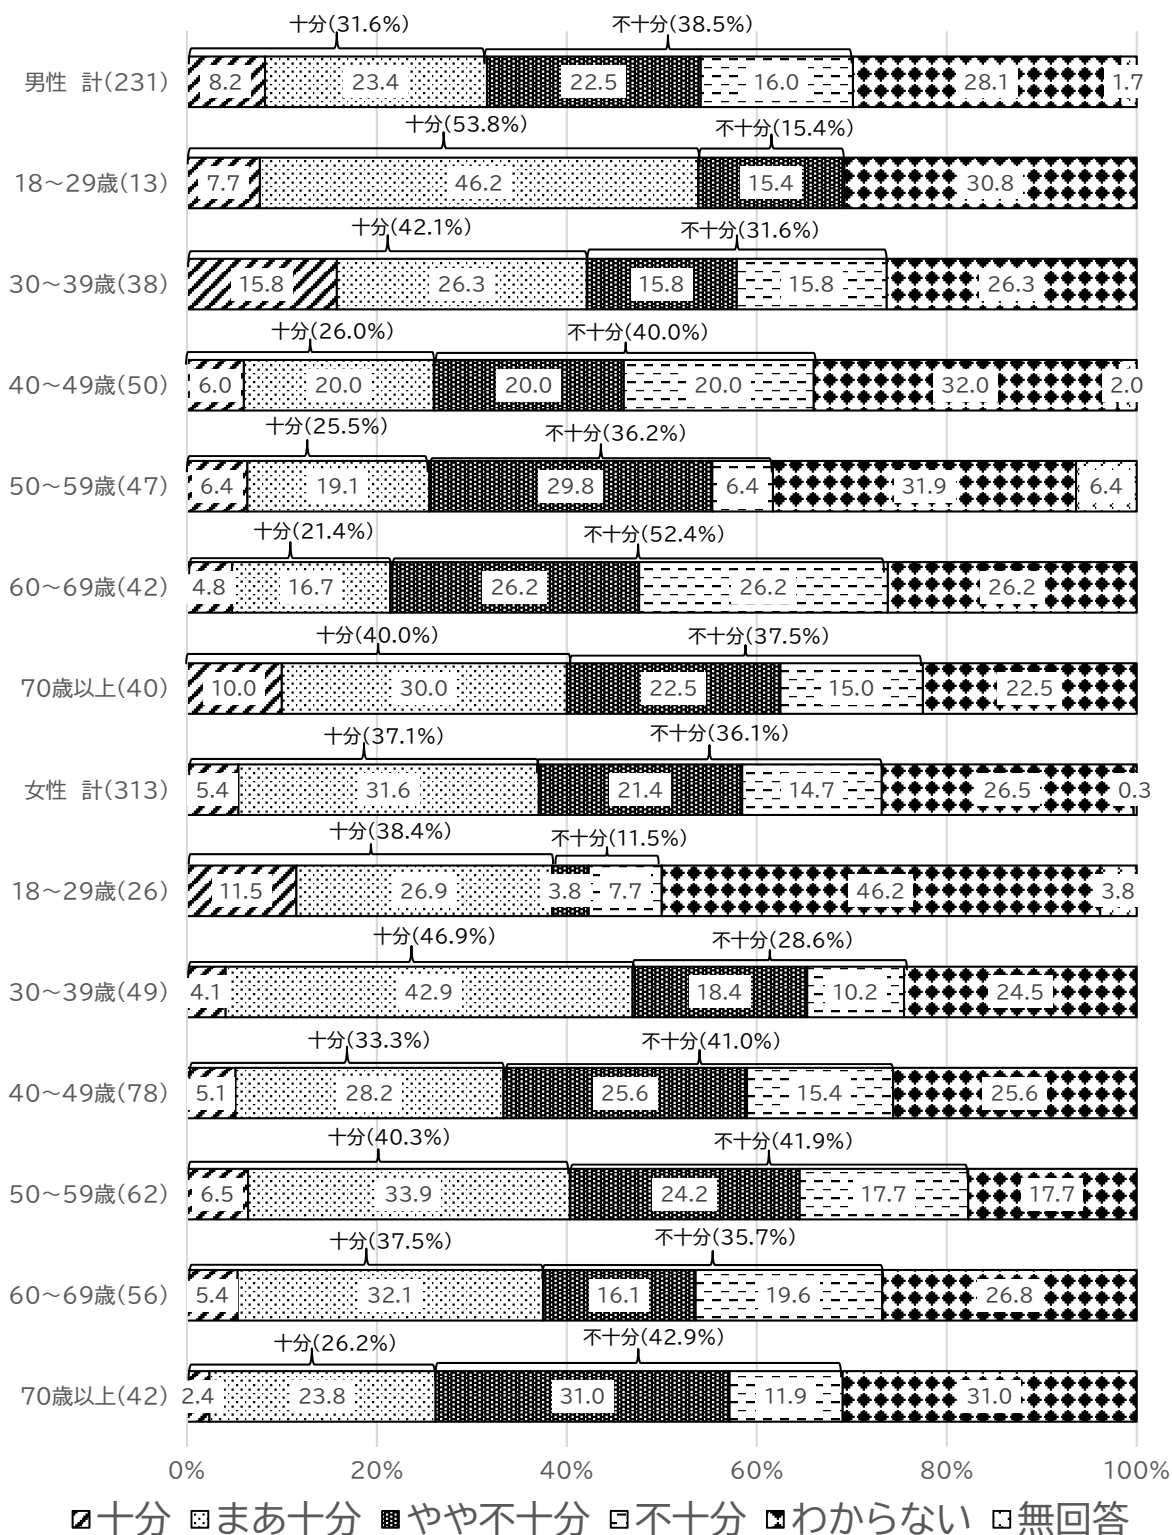 十分(31.6%) 不十分(38.5%)
男性 計(231) 8.2 23.4 22.5 16.0 28.1 1.7
十分(53.8%) 不十分(15.4%)
18～29歳(13) 7.7 46.2 15.4 30.8
十分(42.1%) 不十分(31.6%)
30～39歳(38) 15.8 26.3 15.8 15.8 26.3
十分(26.0%) 不十分(40.0%)
40～49歳(50) 6.0 20.0 20.0 20.0 32.0 2.0
十分(25.5%) 不十分(36.2%)
50～59歳(47) 6.4 19.1 29.8 6.4 31.9 6.4
十分(21.4%) 不十分(52.4%)
60～69歳(42) 4.8 16.7 26.2 26.2 26.2
十分(40.0%) 不十分(37.5%)
70歳以上(40) 10.0 30.0 22.5 15.0 22.5
十分(37.1%) 不十分(36.1%)
女性 計(313) 5.4 31.6 21.4 14.7 26.5 0.3
十分(38.4%) 不十分(11.5%)
18～29歳(26) 11.5 26.9 3.8 7.7 46.2 3.8
十分(46.9%) 不十分(28.6%)
30～39歳(49) 4.1 42.9 18.4 10.2 24.5
十分(33.3%) 不十分(41.0%)
40～49歳(78) 5.1 28.2 25.6 15.4 25.6
十分(40.3%) 不十分(41.9%)
50～59歳(62) 6.5 33.9 24.2 17.7 17.7
十分(37.5%) 不十分(35.7%)
60～69歳(56) 5.4 32.1 16.1 19.6 26.8
十分(26.2%) 不十分(42.9%)
70歳以上(42) 2.4 23.8 31.0 11.9 31.0
0% 20% 40% 60% 80% 100%
十分 まあ十分 やや不十分 不十分 わからない 無回答